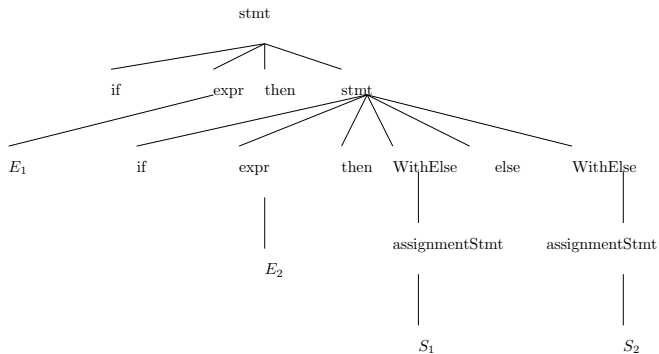 stmt
if expr then stmt
E₁ if expr then WithElse else WithElse
assignmentStmt assignmentStmt
E₂
S₁ S₂